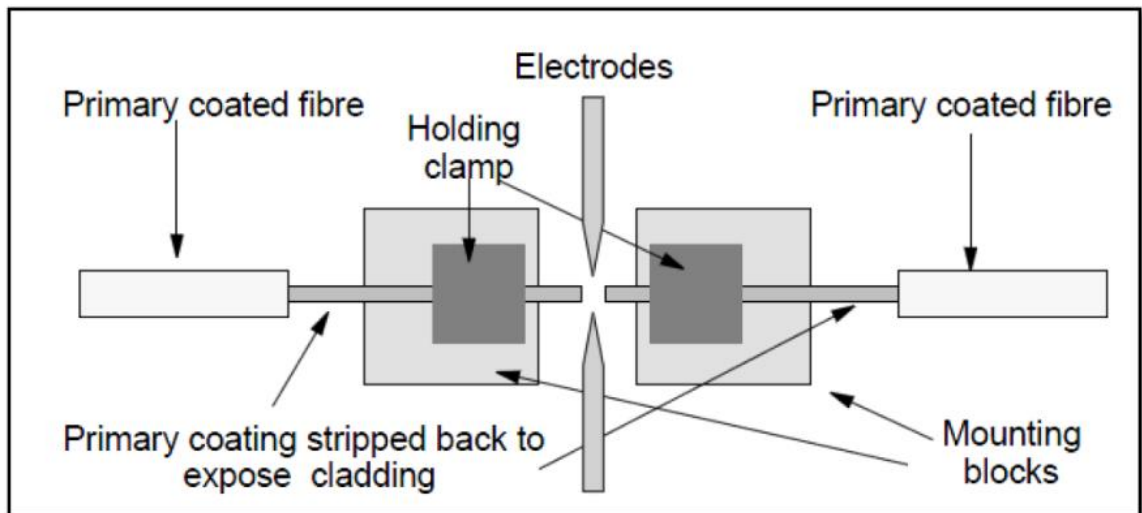 Electrodes
Primary coated fibre
Primary coated fibre
Holding
clamp
Primary coating stripped back to
expose cladding
Mounting
blocks